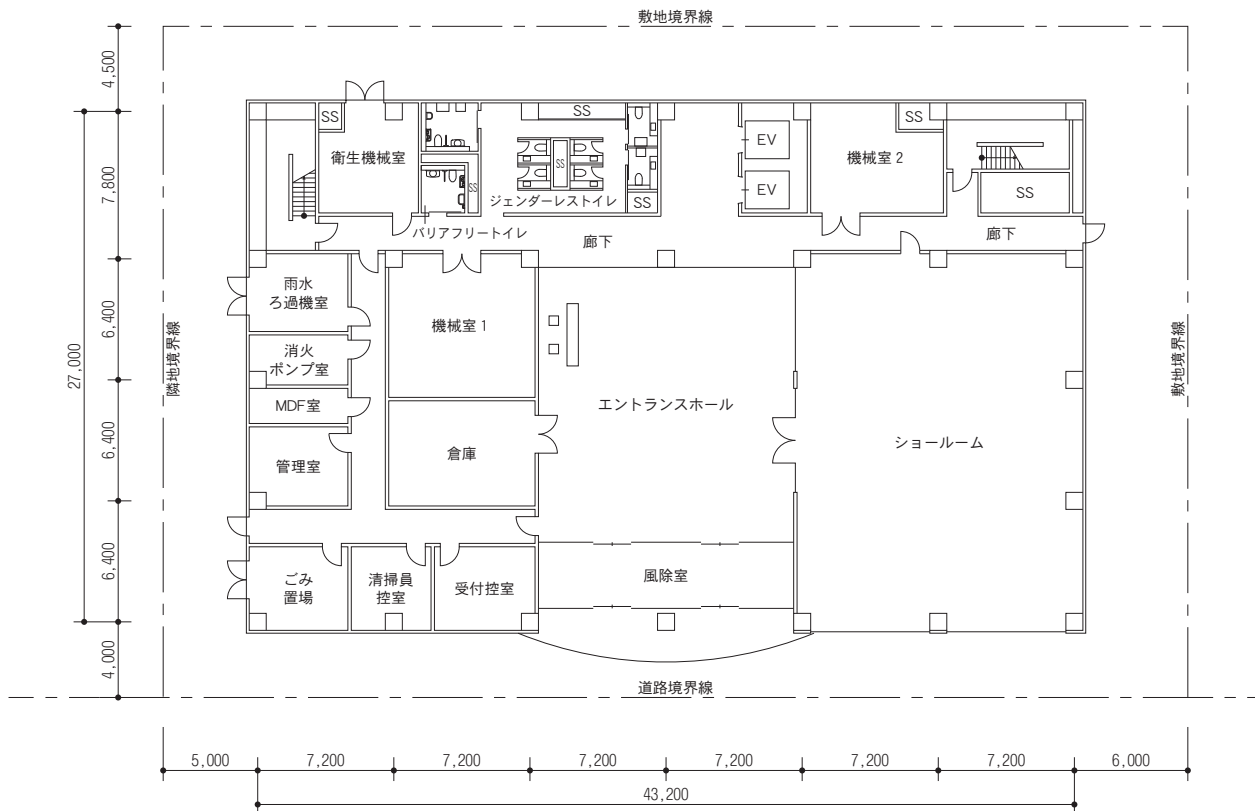 敷地境界線
4,500
7,800
6,400
6,400
6,400
4,000
27,000
隣地境界線
敷地境界線
SS
衛生機械室
SS
SS
SS
SS
ジェンダーレストイレ
バリアフリートイレ
EV
EV
機械室2
SS
SS
廊下
廊下
雨水
ろ過機室
消火
ポンプ室
MDF室
管理室
機械室1
倉庫
エントランスホール
ショールーム
ごみ
置場
清掃員
控室
受付控室
風除室
道路境界線
5,000
7,200
7,200
7,200
7,200
7,200
7,200
6,000
43,200